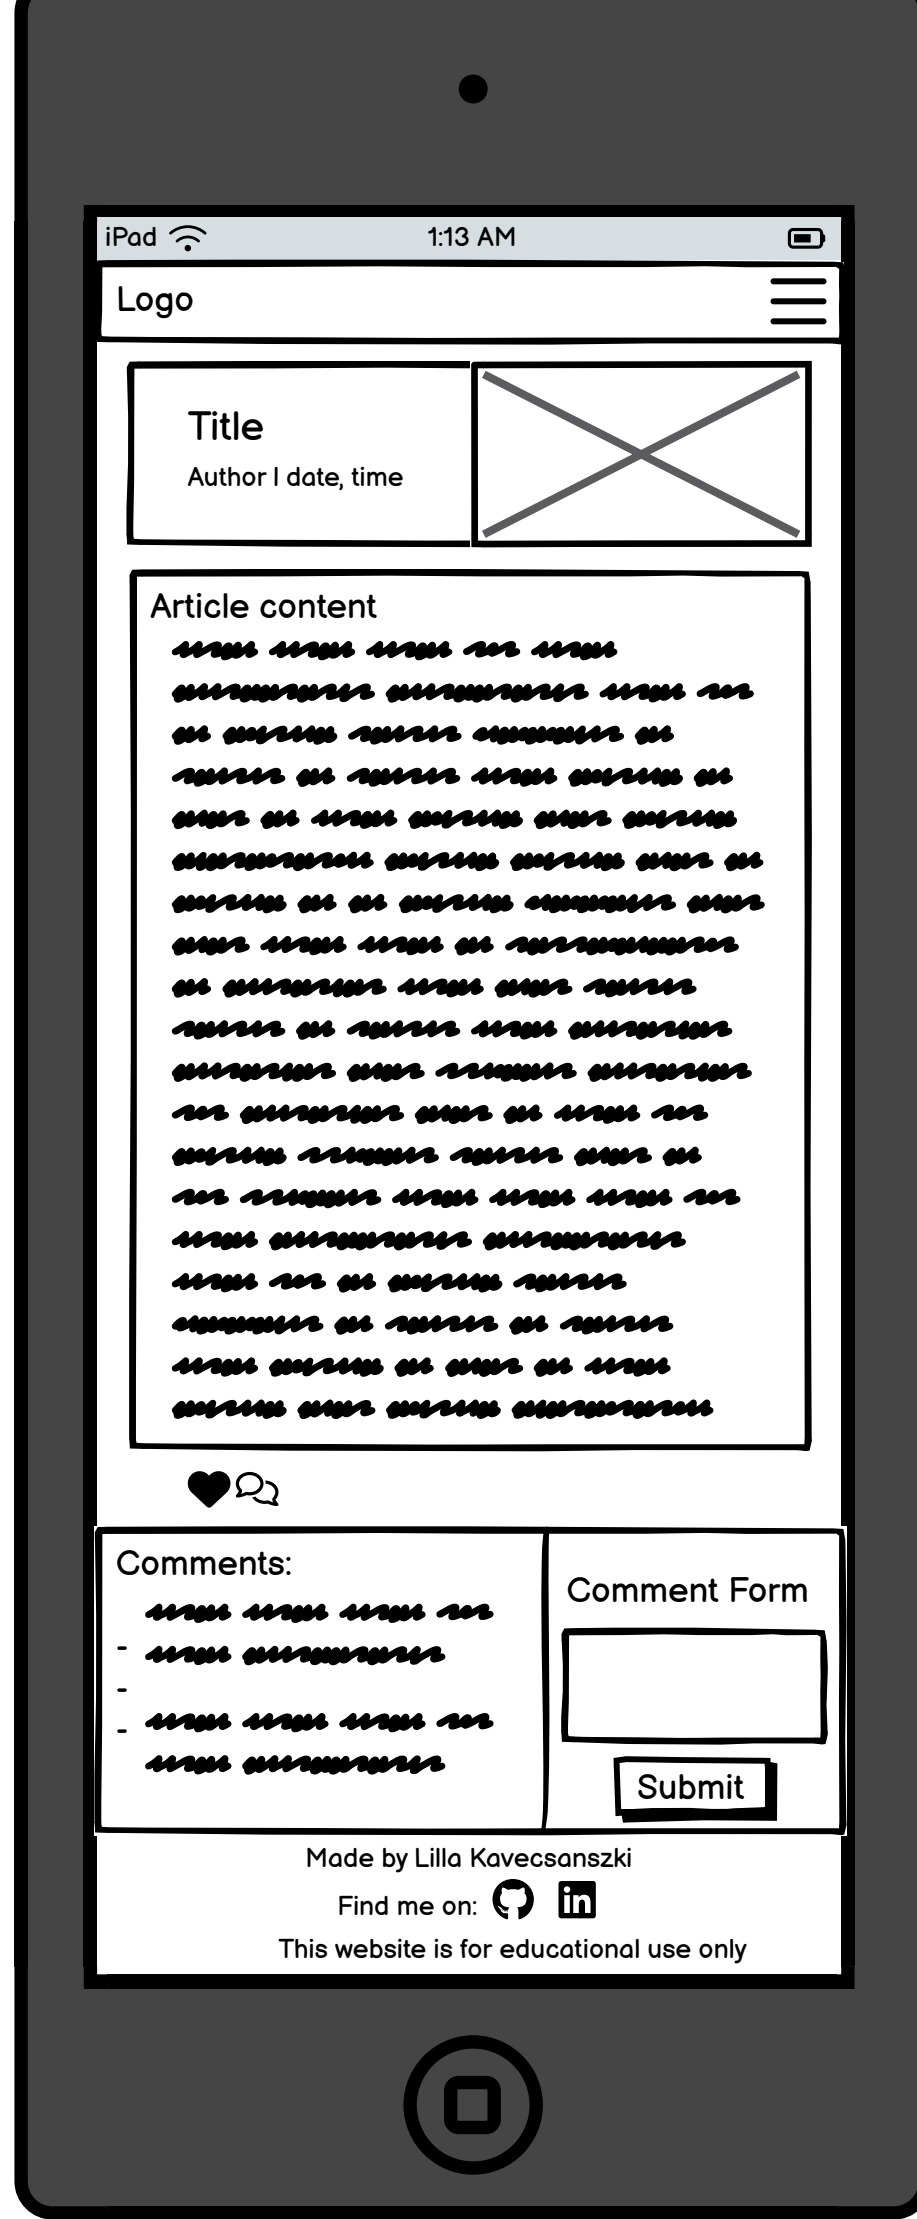 iPad 1:13 AM
Logo
Title
Author | date, time
Article content
Comments:
-
-
-
Comment Form
Submit
Made by Lilla Kavecsanszki
Find me on: in
This website is for educational use only